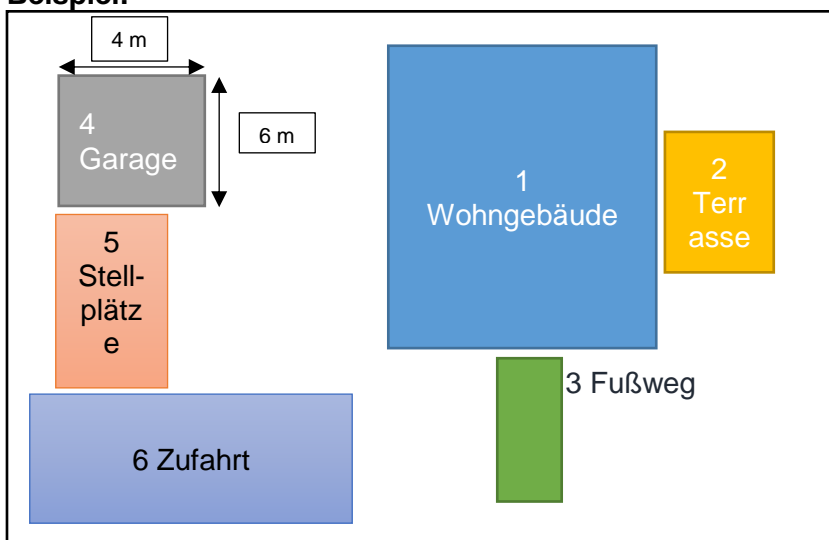 Beispiel:
4 m
6 m
4
Garage
1
Wohngebäude
2
Terr
asse
5
Stell-
plätz
e
3 Fußweg
6 Zufahrt